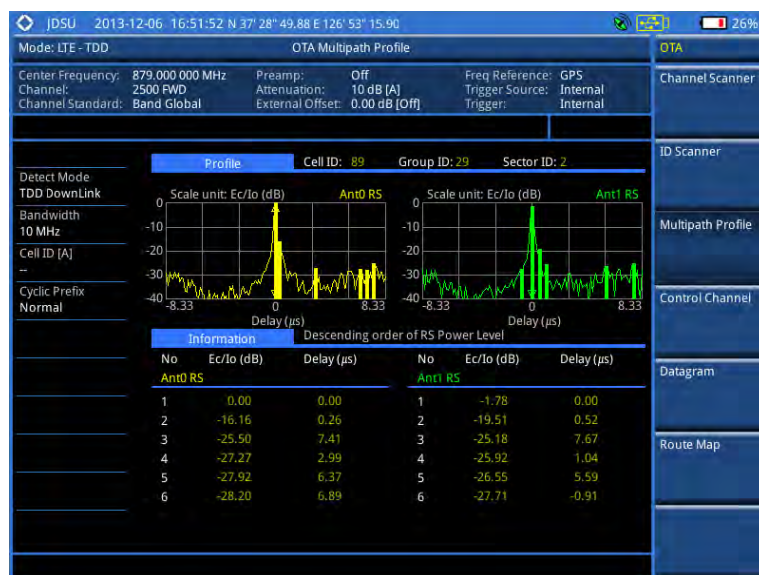 JDSU 2013-12-06 16:51:52 N 37' 28" 49.88 E 126' 53" 15.90 26%
Mode: LTE - TDD OTA Multipath Profile OTA
Center Frequency: 879.000 000 MHz Preamp: Off Freq Reference: GPS
Channel: 2500 FWD Attenuation: 10 dB [A] Trigger Source: Internal
Channel Standard: Band Global External Offset: 0.00 dB [Off] Trigger: Internal
Channel Scanner
ID Scanner
Multipath Profile
Control Channel
Datagram
Route Map
Detect Mode
TDD DownLink
Bandwidth
10 MHz
Cell ID [A]
--
Cyclic Prefix
Normal
Profile Cell ID: 89 Group ID: 29 Sector ID: 2
Scale unit: Ec/Io (dB) Ant0 RS
0
-10
-20
-30
-40
-8.33 0 8.33
Delay (µs)
Scale unit: Ec/Io (dB) Ant1 RS
0
-10
-20
-30
-40
-8.33 0 8.33
Delay (µs)
Information Descending order of RS Power Level
No Ec/Io (dB) Delay (µs) No Ec/Io (dB) Delay (µs)
Ant0 RS Ant1 RS
1 0.00 0.00 1 -1.78 0.00
2 -16.16 0.26 2 -19.51 0.52
3 -25.50 7.41 3 -25.18 7.67
4 -27.27 2.99 4 -25.92 1.04
5 -27.92 6.37 5 -26.55 5.59
6 -28.20 6.89 6 -27.71 -0.91